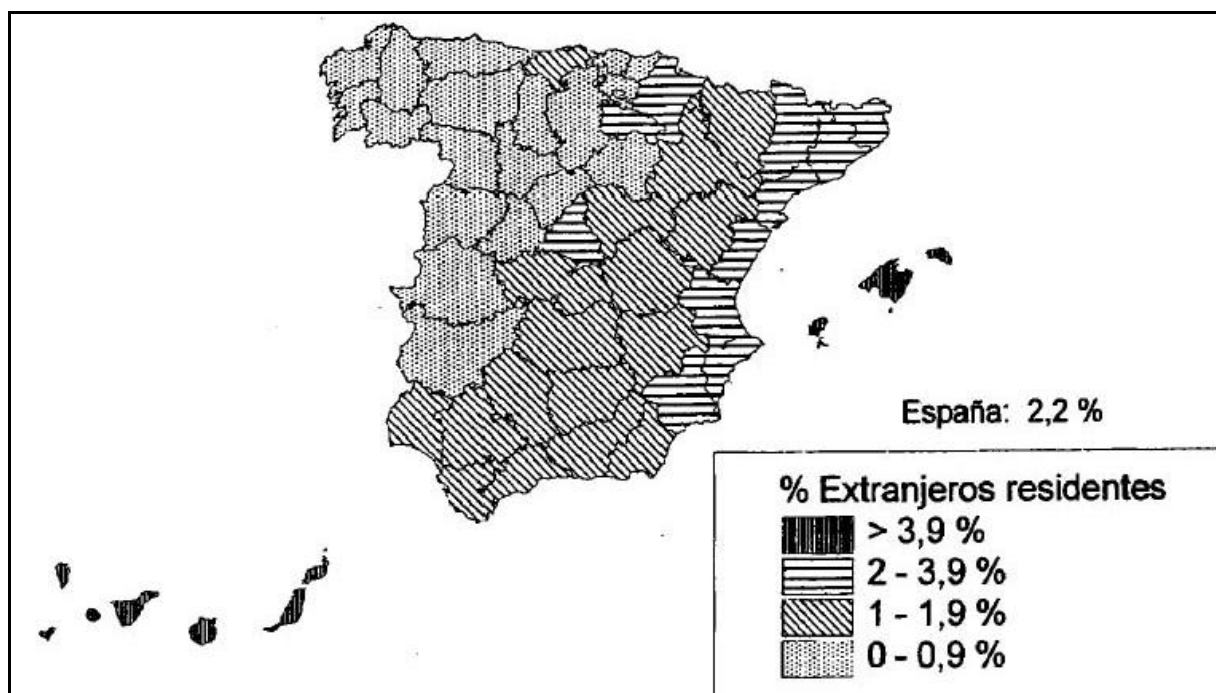 España: 2,2 %
% Extranjeros residentes
> 3,9 %
2 - 3,9 %
1 - 1,9 %
0 - 0,9 %